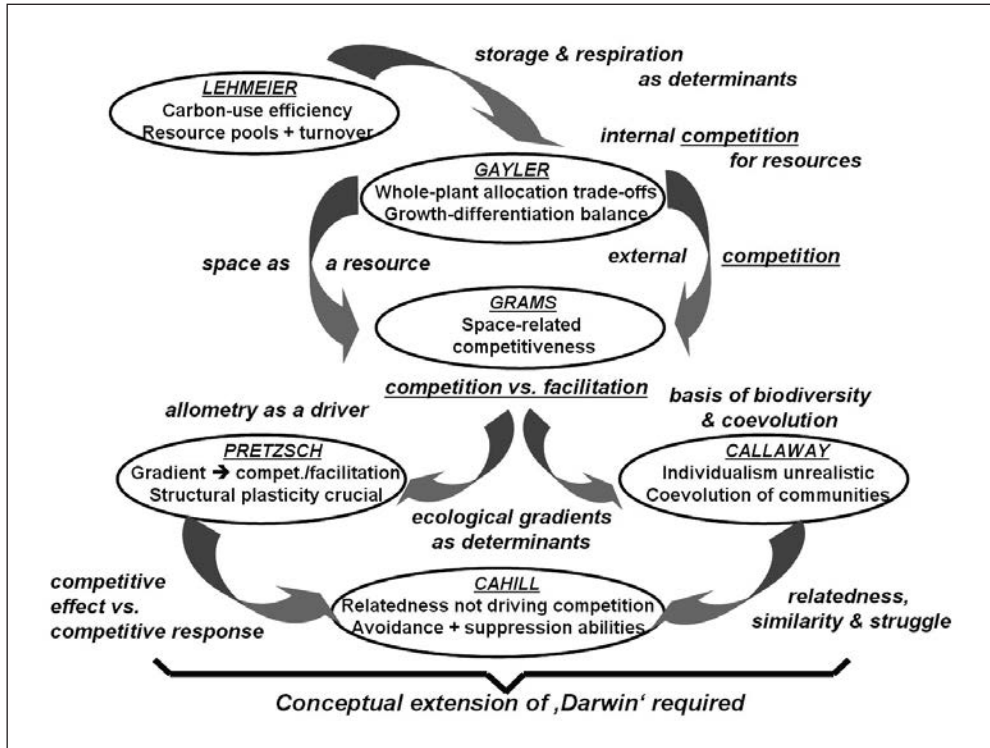 storage & respiration
as determinants
LEHMEIER
Carbon-use efficiency
Resource pools + turnover
internal competition
for resources
GAYLER
Whole-plant allocation trade-offs
Growth-differentiation balance
space as a resource
external competition
GRAMS
Space-related
competitiveness
competition vs. facilitation
allometry as a driver
basis of biodiversity
& coevolution
PRETZSCH
Gradient ➔ compet./facilitation
Structural plasticity crucial
CALLAWAY
Individualism unrealistic
Coevolution of communities
ecological gradients
as determinants
competitive
effect vs.
competitive response
CAHILL
Relatedness not driving competition
Avoidance + suppression abilities
relatedness,
similarity & struggle
Conceptual extension of ‚Darwin‘ required